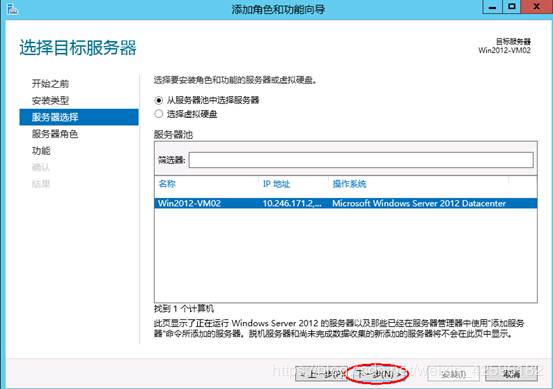 添加角色和功能向导
选择目标服务器
目标服务器
Win2012-VM02
开始之前
安装类型
服务器选择
服务器角色
功能
确认
结果
选择要安装角色和功能的服务器或虚拟硬盘。
从服务器池中选择服务器
选择虚拟硬盘
服务器池
筛选器:
名称 IP 地址 操作系统
Win2012-VM02 10.246.171.2,... Microsoft Windows Server 2012 Datacenter
找到 1 个计算机
此页显示了正在运行 Windows Server 2012 的服务器以及那些已经在服务器管理器中使用"添加服务
器"命令所添加的服务器。脱机服务器和尚未完成数据收集的新添加的服务器将不会在此页中显示。
< 上一步(P) 下一步(N) > 安装(I) 取消